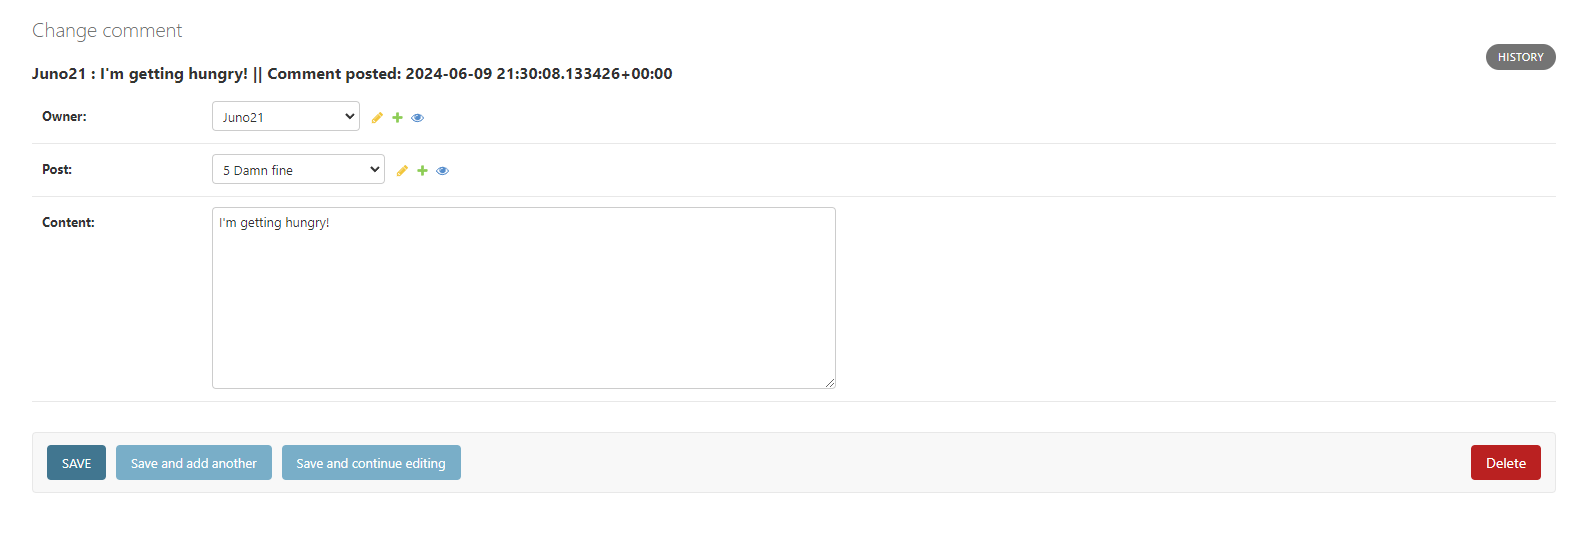 Change comment
HISTORY
Juno21 : I'm getting hungry! || Comment posted: 2024-06-09 21:30:08.133426+00:00
Owner: Juno21
Post: 5 Damn fine
Content: I'm getting hungry!
SAVE Save and add another Save and continue editing Delete